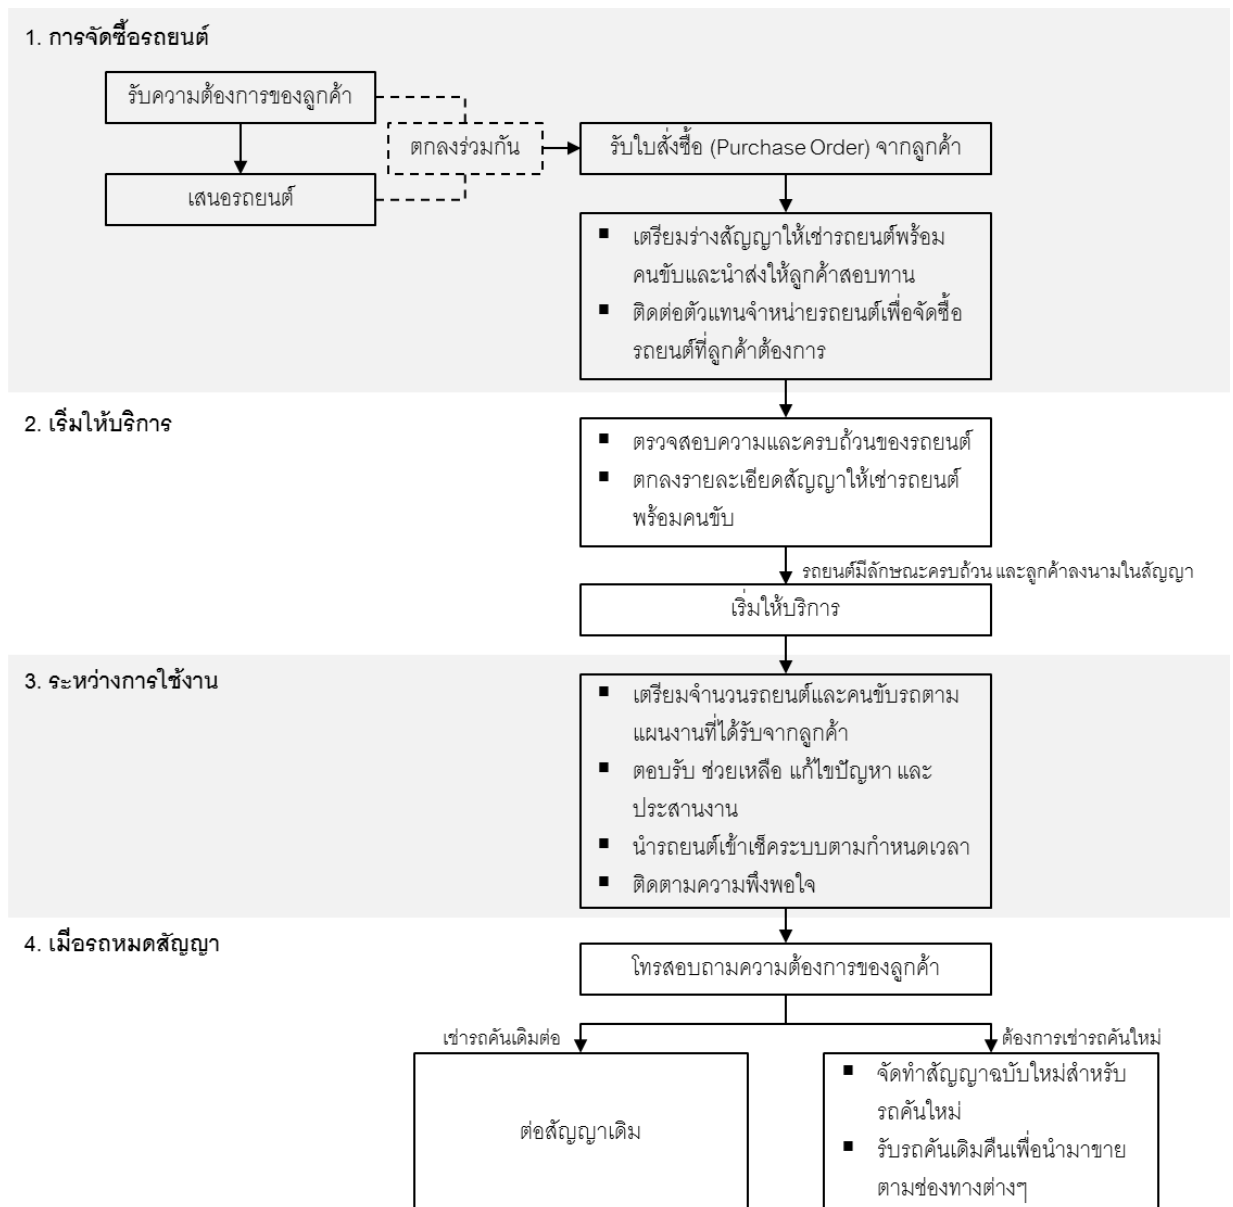 1. การจัดซื้อรถยนต์
รับความต้องการของลูกค้า
ตกลงร่วมกัน
รับใบสั่งซื้อ (Purchase Order) จากลูกค้า
เสนอรถยนต์
▪ เตรียมร่างสัญญาให้เช่ารถยนต์พร้อม
คนขับและนำส่งให้ลูกค้าสอบทาน
▪ ติดต่อตัวแทนจำหน่ายรถยนต์เพื่อจัดซื้อ
รถยนต์ที่ลูกค้าต้องการ
2. เริ่มให้บริการ
▪ ตรวจสอบความและครบถ้วนของรถยนต์
▪ ตกลงรายละเอียดสัญญาให้เช่ารถยนต์
พร้อมคนขับ
รถยนต์มีลักษณะครบถ้วน และลูกค้าลงนามในสัญญา
เริ่มให้บริการ
3. ระหว่างการใช้งาน
▪ เตรียมจำนวนรถยนต์และคนขับรถตาม
แผนงานที่ได้รับจากลูกค้า
▪ ตอบรับ ช่วยเหลือ แก้ไขปัญหา และ
ประสานงาน
▪ นำรถยนต์เข้าเช็คระบบตามกำหนดเวลา
▪ ติดตามความพึงพอใจ
4. เมื่อรถหมดสัญญา
โทรสอบถามความต้องการของลูกค้า
เช่ารถคันเดิมต่อ
ต้องการเช่ารถคันใหม่
ต่อสัญญาเดิม
▪ จัดทำสัญญาฉบับใหม่สำหรับ
รถคันใหม่
▪ รับรถคันเดิมคืนเพื่อนำมาขาย
ตามช่องทางต่างๆ